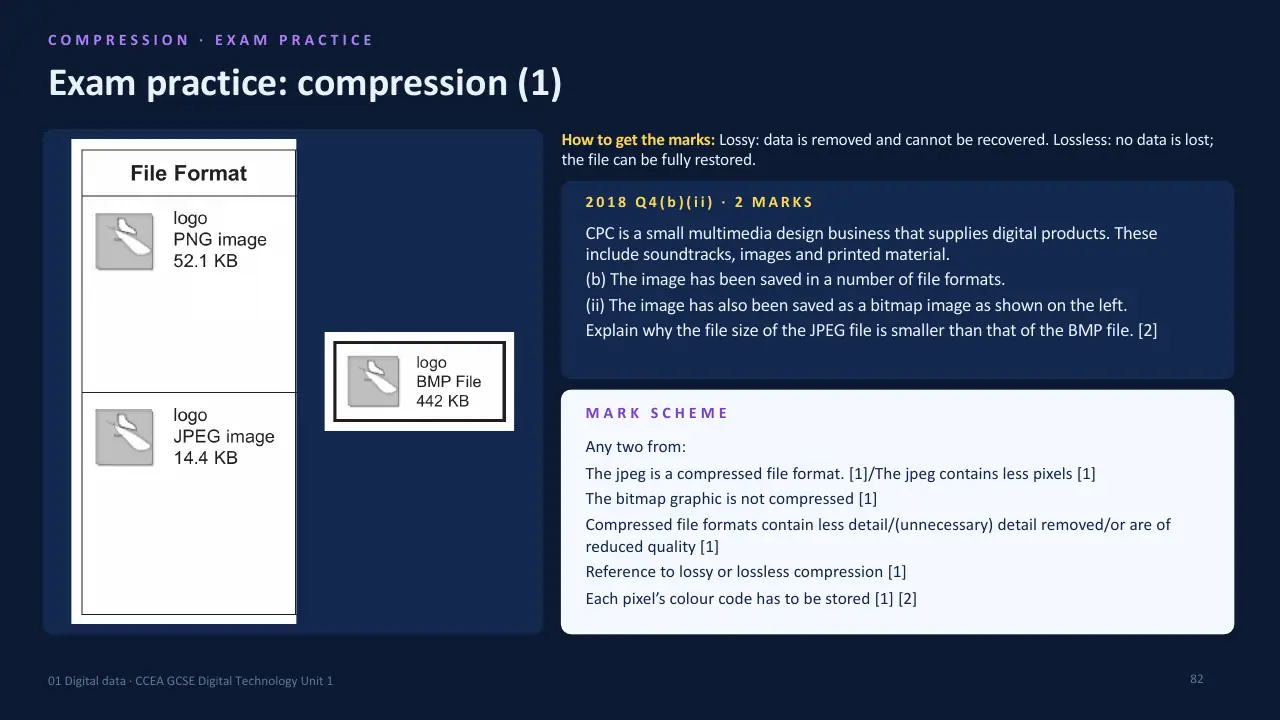 COMPRESSION · EXAM PRACTICE
Exam practice: compression (1)
File Format
logo
PNG image
52.1 KB
logo
JPEG image
14.4 KB
logo
BMP File
442 KB
How to get the marks: Lossy: data is removed and cannot be recovered. Lossless: no data is lost;
the file can be fully restored.
2018 Q4(b)(ii) · 2 MARKS
CPC is a small multimedia design business that supplies digital products. These
include soundtracks, images and printed material.
(b) The image has been saved in a number of file formats.
(ii) The image has also been saved as a bitmap image as shown on the left.
Explain why the file size of the JPEG file is smaller than that of the BMP file. [2]
MARK SCHEME
Any two from:
The jpeg is a compressed file format. [1]/The jpeg contains less pixels [1]
The bitmap graphic is not compressed [1]
Compressed file formats contain less detail/(unnecessary) detail removed/or are of
reduced quality [1]
Reference to lossy or lossless compression [1]
Each pixel’s colour code has to be stored [1] [2]
01 Digital data · CCEA GCSE Digital Technology Unit 1
82